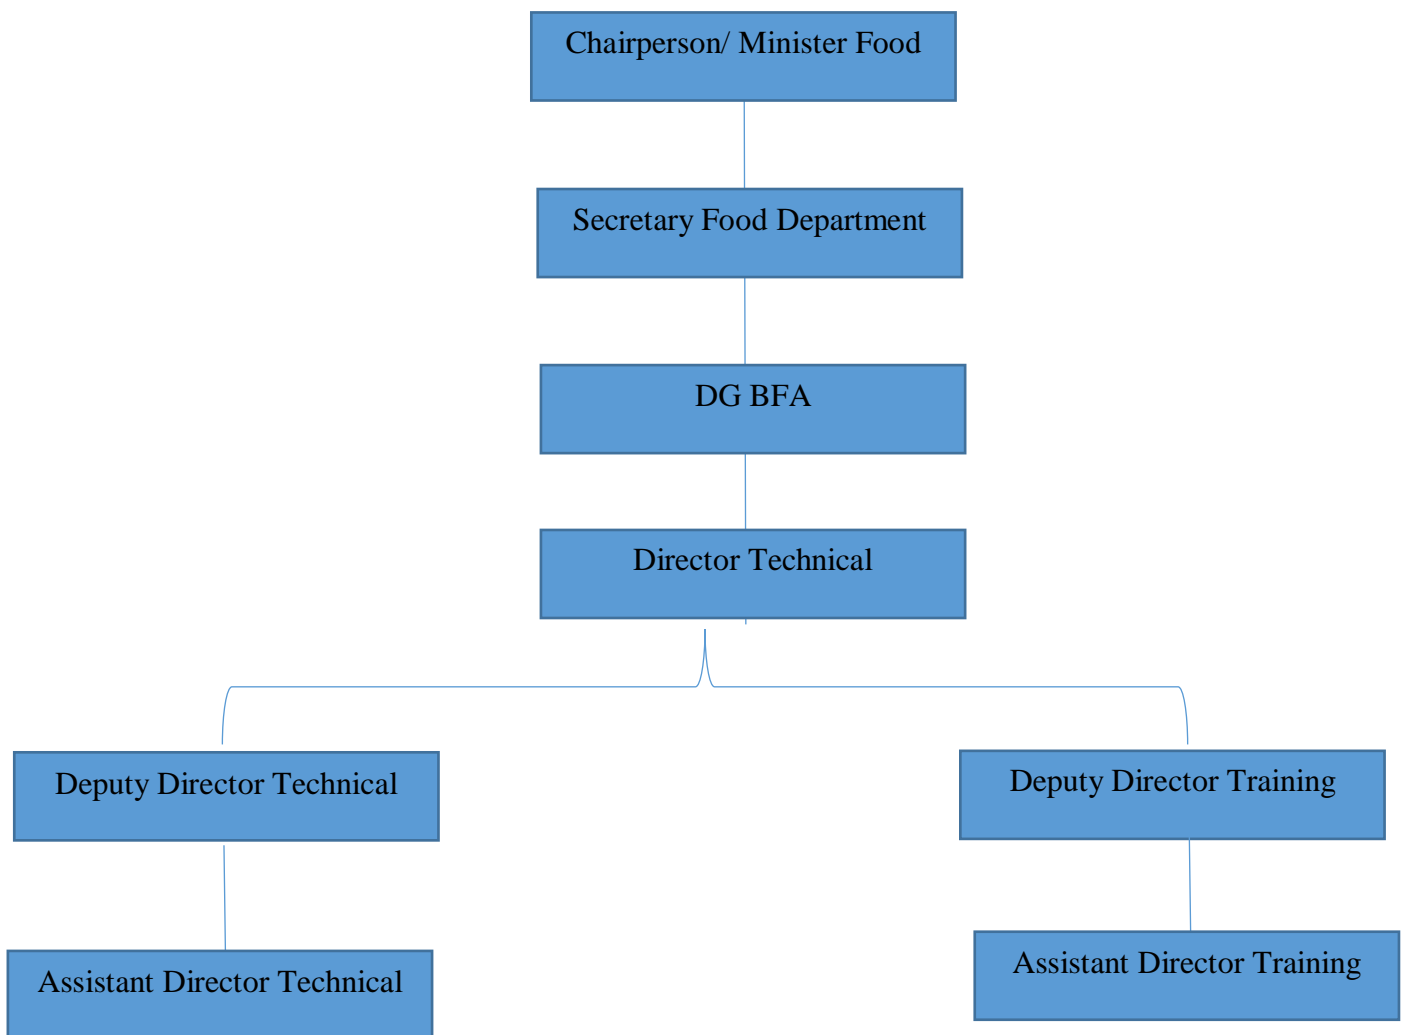 Chairperson/ Minister Food
Secretary Food Department
DG BFA
Director Technical
Deputy Director Technical
Deputy Director Training
Assistant Director Technical
Assistant Director Training